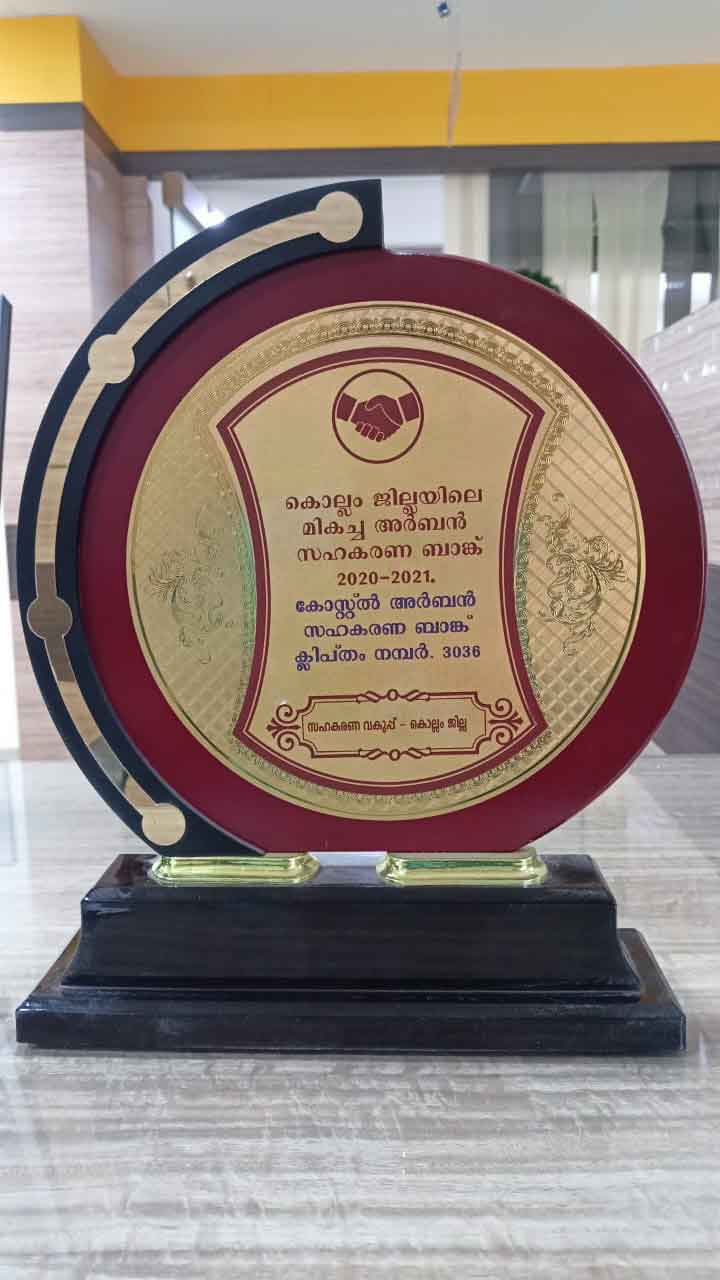 കൊല്ലം ജില്ലയിലെ
മികച്ച അർബൻ
സഹകരണ ബാങ്ക്
2020-2021.
കോസ്റ്റൽ അർബൻ
സഹകരണ ബാങ്ക്
ക്ലിപ്തം നമ്പർ. 3036
സഹകരണ വകുപ്പ് - കൊല്ലം ജില്ല